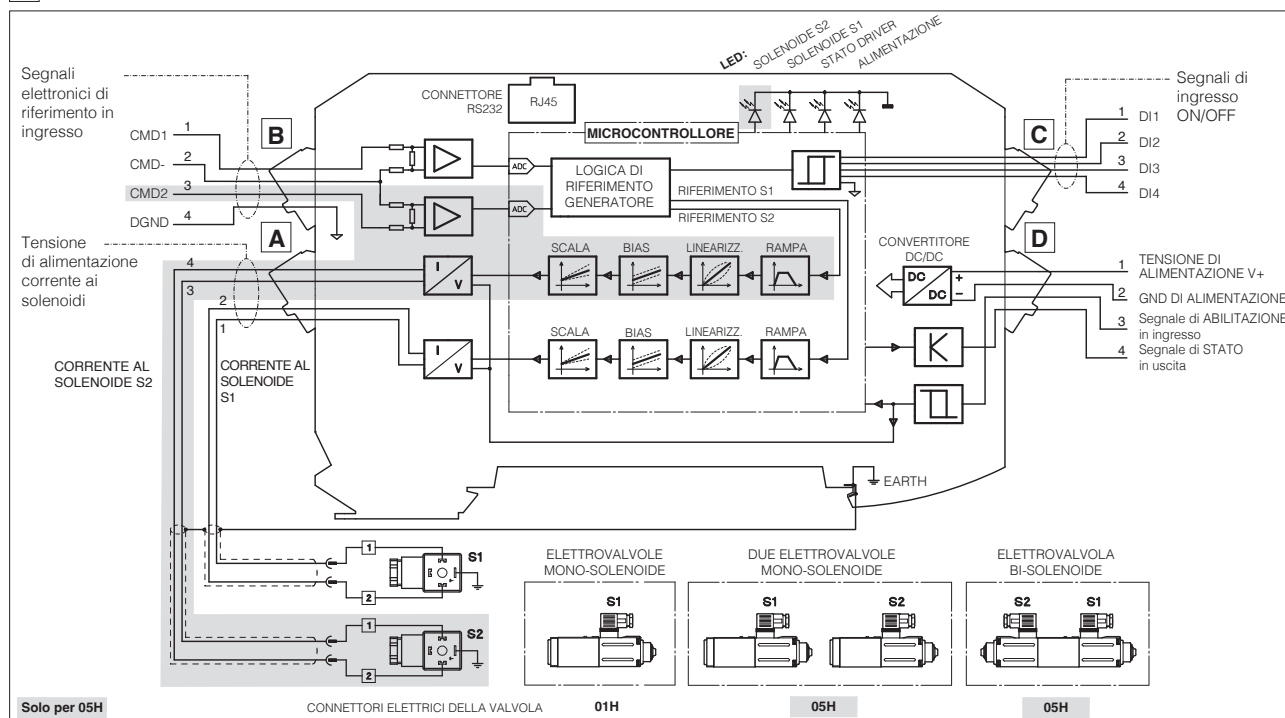 LED:
SOLENOIDE S2
SOLENOIDE S1
STATO DRIVER
ALIMENTAZIONE
Segnali
elettronici di
riferimento in
ingresso
CMD1
1
CMD-
2
CMD2
3
DGND
4
B
CONNETTORE
RS232
RJ45
MICROCONTROLLORE
ADC
ADC
LOGICA DI
RIFERIMENTO
GENERATORE
RIFERIMENTO S1
RIFERIMENTO S2
Segnali di
ingresso
ON/OFF
C
1
DI1
2
DI2
3
DI3
4
DI4
Tensione
di alimentazione
corrente ai
solenoidi
A
4
3
2
1
I
V
SCALA
BIAS
LINEARIZZ.
RAMPA
I
V
SCALA
BIAS
LINEARIZZ.
RAMPA
CONVERTITORE
DC/DC
DC
DC
+
–
D
1
TENSIONE DI
ALIMENTAZIONE V+
2
GND DI ALIMENTAZIONE
3
Segnale di ABILITAZIONE
in ingresso
4
Segnale di STATO
in uscita
K
CORRENTE AL
SOLENOIDE S2
CORRENTE AL
SOLENOIDE
S1
EARTH
1
2
S1
1
2
S2
ELETTROVALVOLE
MONO-SOLENOIDE
S1
01H
DUE ELETTROVALVOLE
MONO-SOLENOIDE
S1
S2
05H
ELETTROVALVOLA
BI-SOLENOIDE
S2
S1
05H
Solo per 05H
CONNETTORI ELETTRICI DELLA VALVOLA